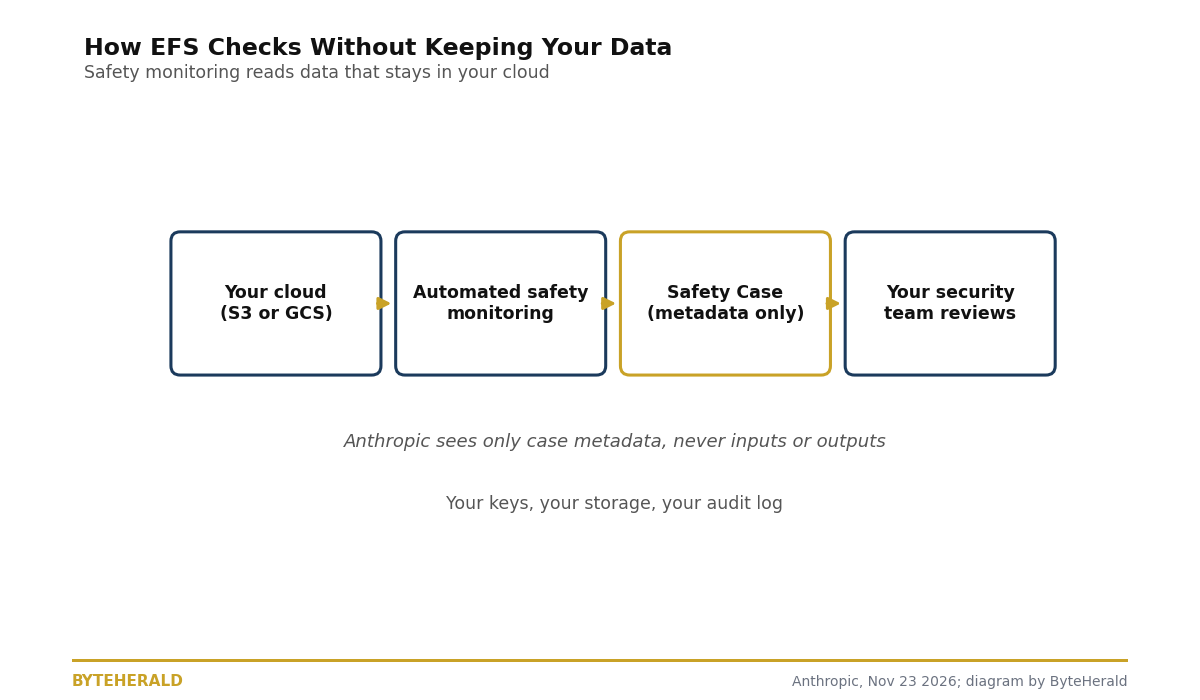 How EFS Checks Without Keeping Your Data
Safety monitoring reads data that stays in your cloud
Your cloud
(S3 or GCS)
Automated safety
monitoring
Safety Case
(metadata only)
Your security
team reviews
Anthropic sees only case metadata, never inputs or outputs
Your keys, your storage, your audit log
BYTEHERALD
Anthropic, Nov 23 2026; diagram by ByteHerald